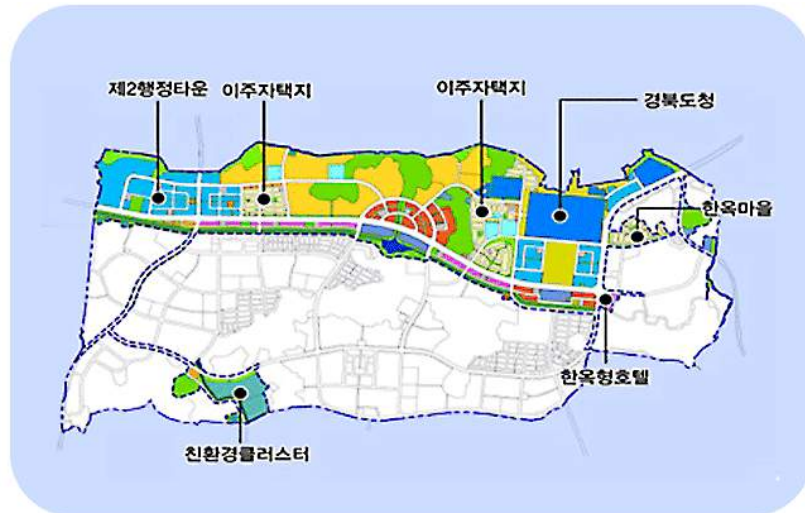 제2행정타운
이주자택지
이주자택지
경북도청
한옥마을
한옥형호텔
친환경클러스터